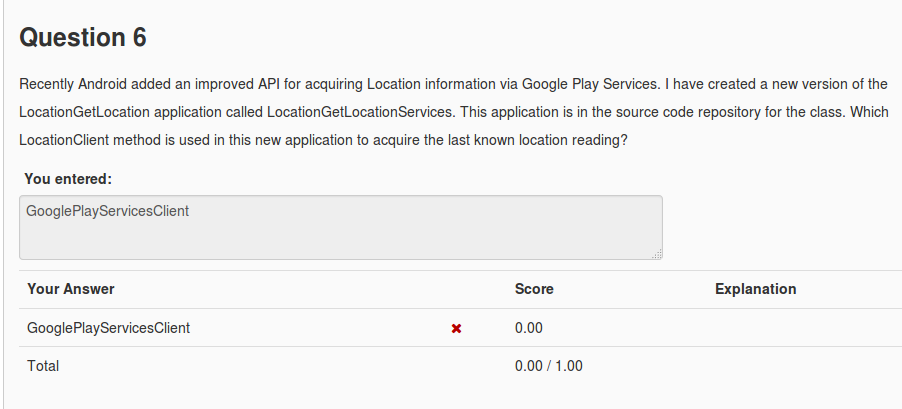 Question 6
Recently Android added an improved API for acquiring Location information via Google Play Services. I have created a new version of the
LocationGetLocation application called LocationGetLocationServices. This application is in the source code repository for the class. Which
LocationClient method is used in this new application to acquire the last known location reading?
You entered:
GooglePlayServicesClient
Your Answer Score Explanation
GooglePlayServicesClient ✖ 0.00
Total 0.00 / 1.00